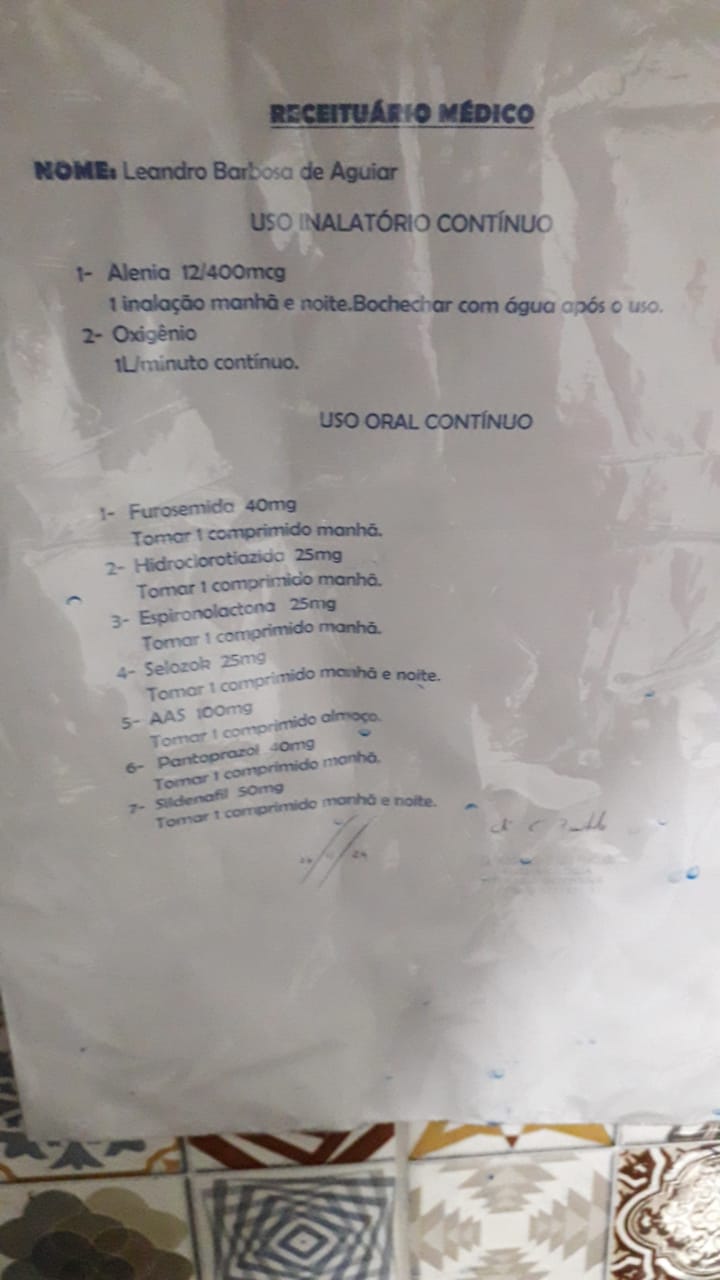 RECEITUÁRIO MÉDICO
NOME: Leandro Barbosa de Aguiar
USO INALATÓRIO CONTÍNUO
1- Alenia 12/400mcg
1 inalação manhã e noite.Bochechar com água após o uso.
2- Oxigênio
1L/minuto contínuo.
USO ORAL CONTÍNUO
1- Furosemida 40mg
Tomar 1 comprimido manhã.
2- Hidroclorotiazida 25mg
Tomar 1 comprimido manhã.
3- Espironolactona 25mg
Tomar 1 comprimido manhã.
4- Selozok 25mg
Tomar 1 comprimido manhã e noite.
5- AAS 100mg
Tomar 1 comprimido almoço.
6- Pantoprazol 40mg
Tomar 1 comprimido manhã.
7- Sildenafil 50mg
Tomar 1 comprimido manhã e noite.